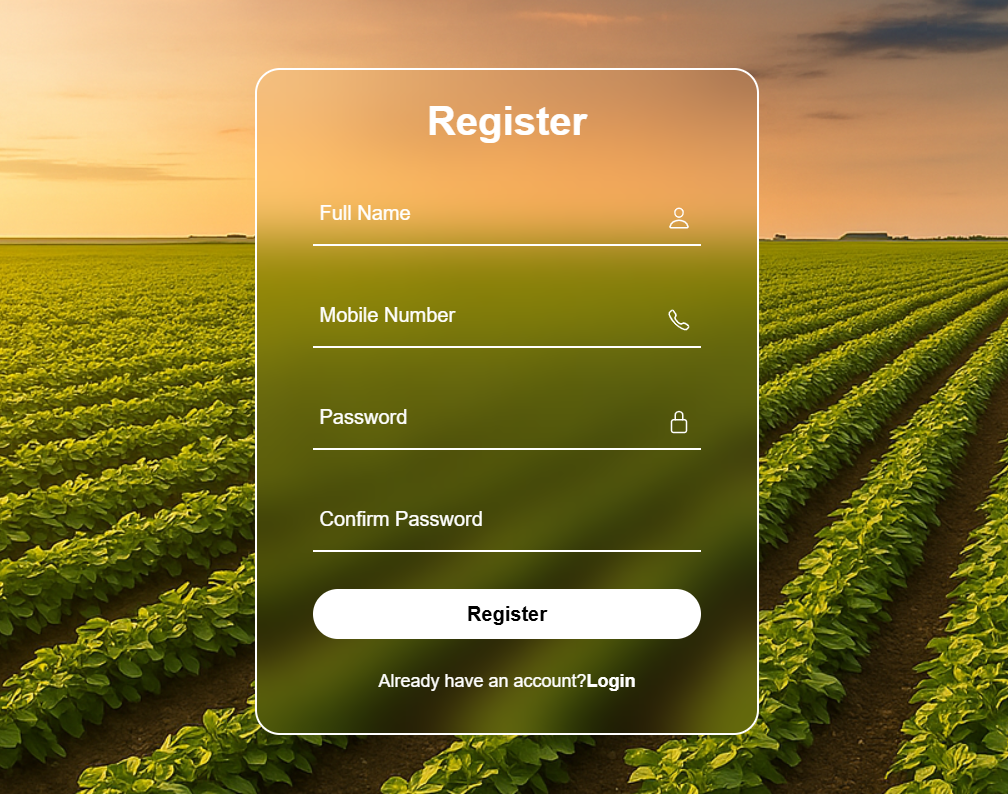 Register
Full Name
Mobile Number
Password
Confirm Password
Register
Already have an account?Login